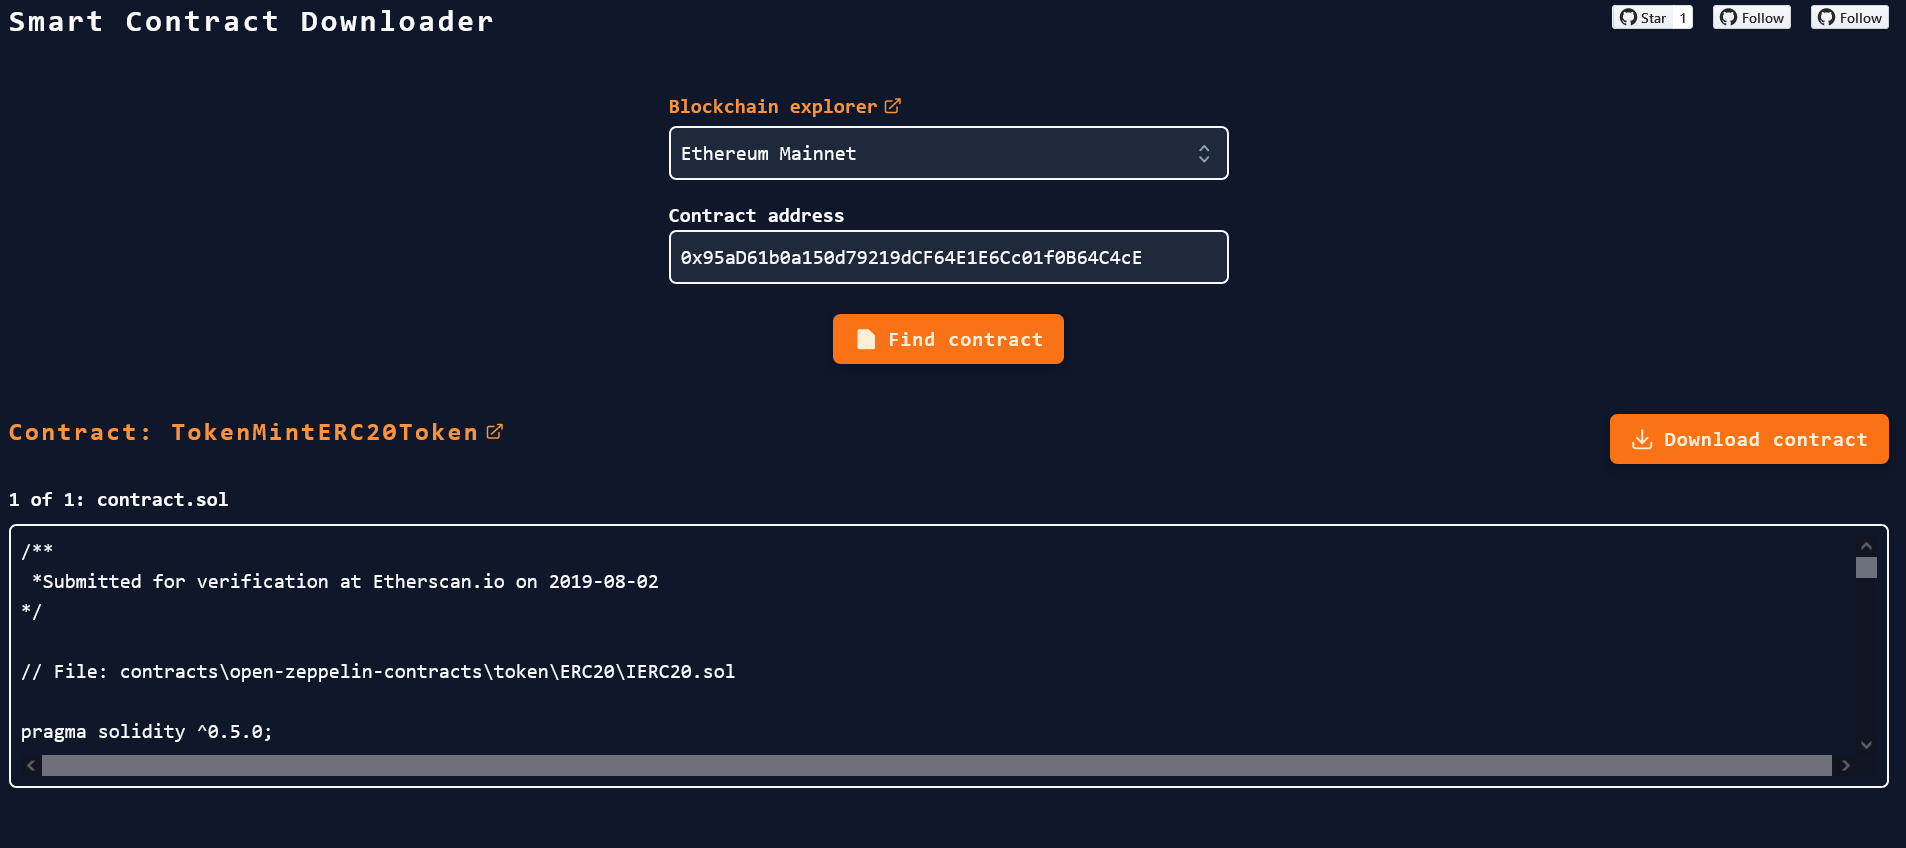 Smart Contract Downloader
Star 1 Follow Follow
Blockchain explorer
Ethereum Mainnet
Contract address
0x95aD61b0a150d79219dCF64E1E6Cc01f0B64C4cE
Find contract
Contract: TokenMintERC20Token
Download contract
1 of 1: contract.sol
/**
 *Submitted for verification at Etherscan.io on 2019-08-02
*/
// File: contracts\open-zeppelin-contracts\token\ERC20\IERC20.sol
pragma solidity ^0.5.0;